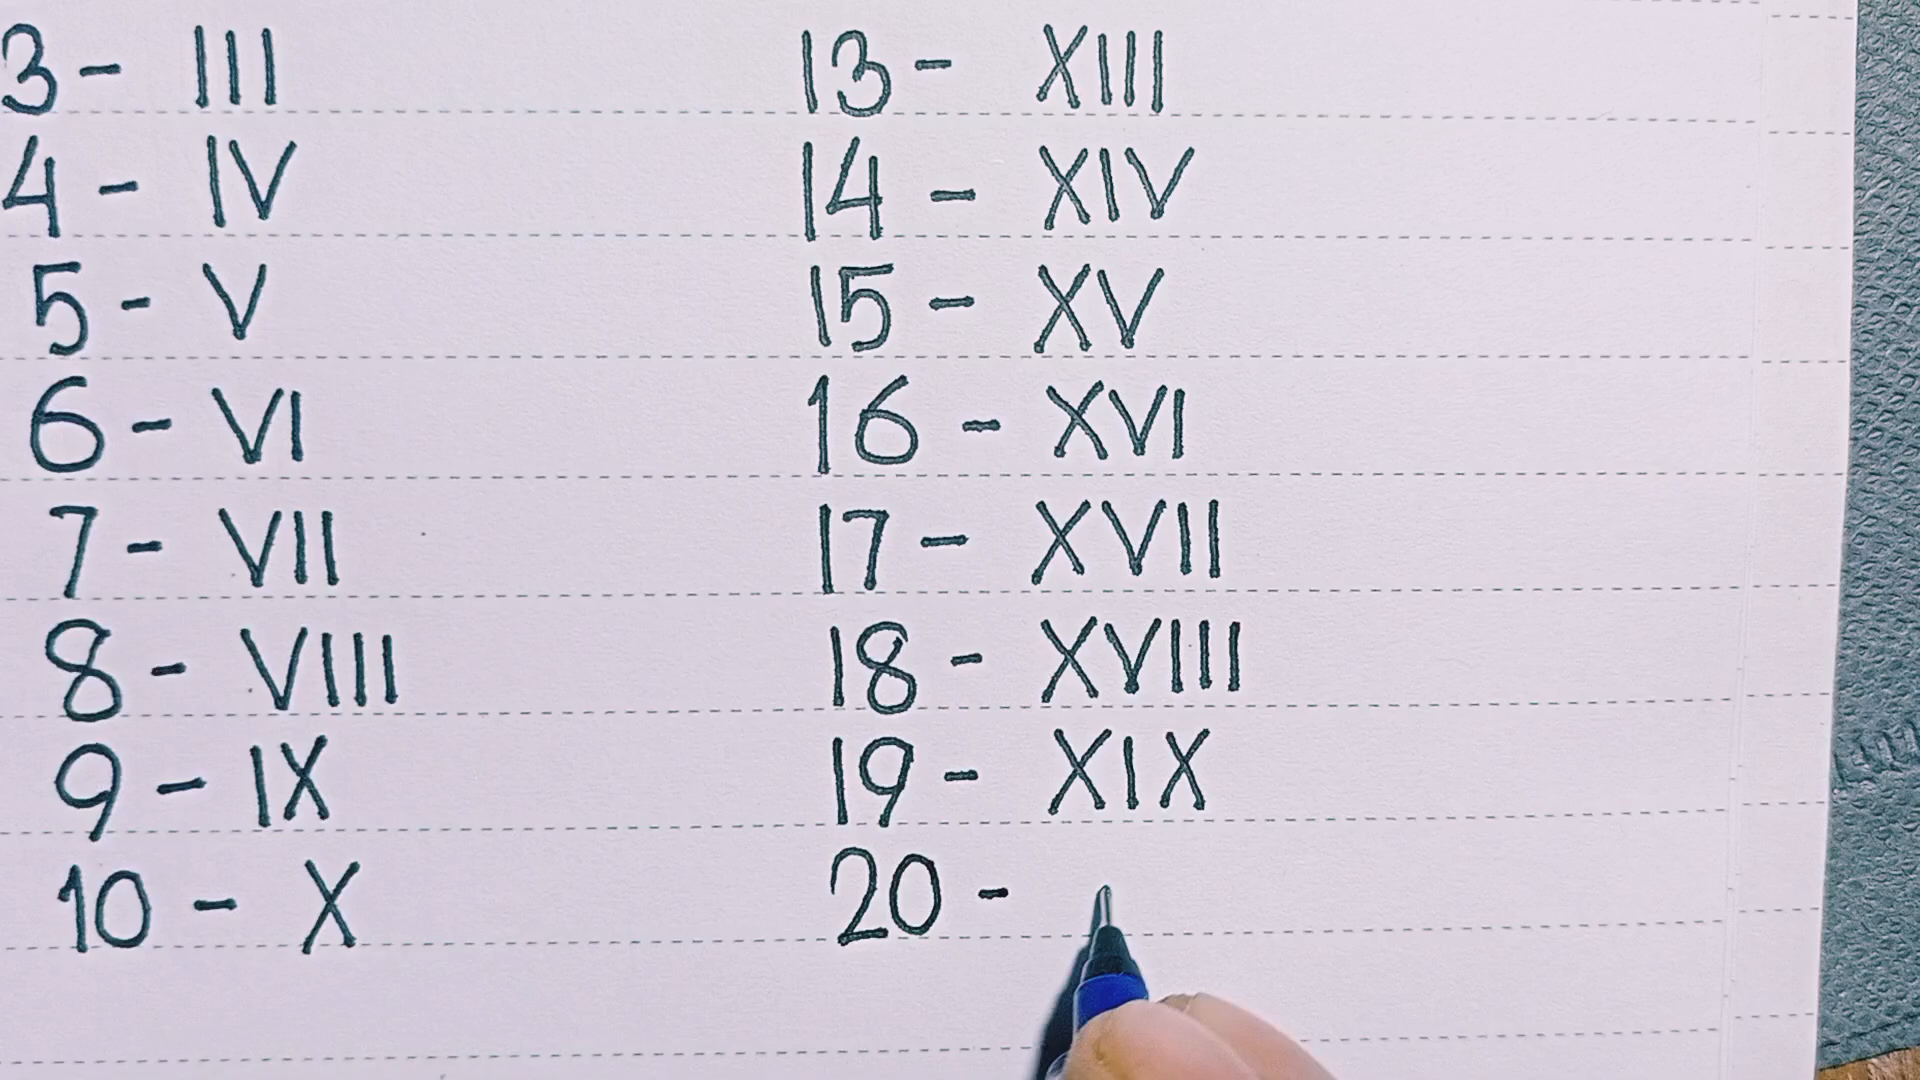 3 - III
4 - IV
5 - V
6 - VI
7 - VII
8 - VIII
9 - IX
10 - X
13 - XIII
14 - XIV
15 - XV
16 - XVI
17 - XVII
18 - XVIII
19 - XIX
20 -